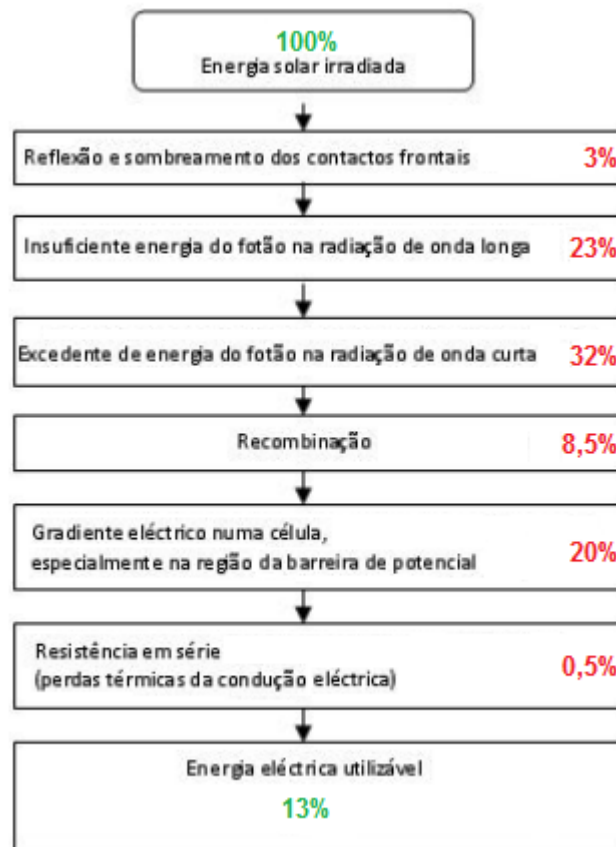 100%
Energia solar irradiada
Reflexão e sombreamento dos contactos frontais 3%
Insuficiente energia do fotão na radiação de onda longa 23%
Excedente de energia do fotão na radiação de onda curta 32%
Recombinação 8,5%
Gradiente eléctrico numa célula,
especialmente na região da barreira de potencial 20%
Resistência em série
(perdas térmicas da condução eléctrica) 0,5%
Energia eléctrica utilizável
13%